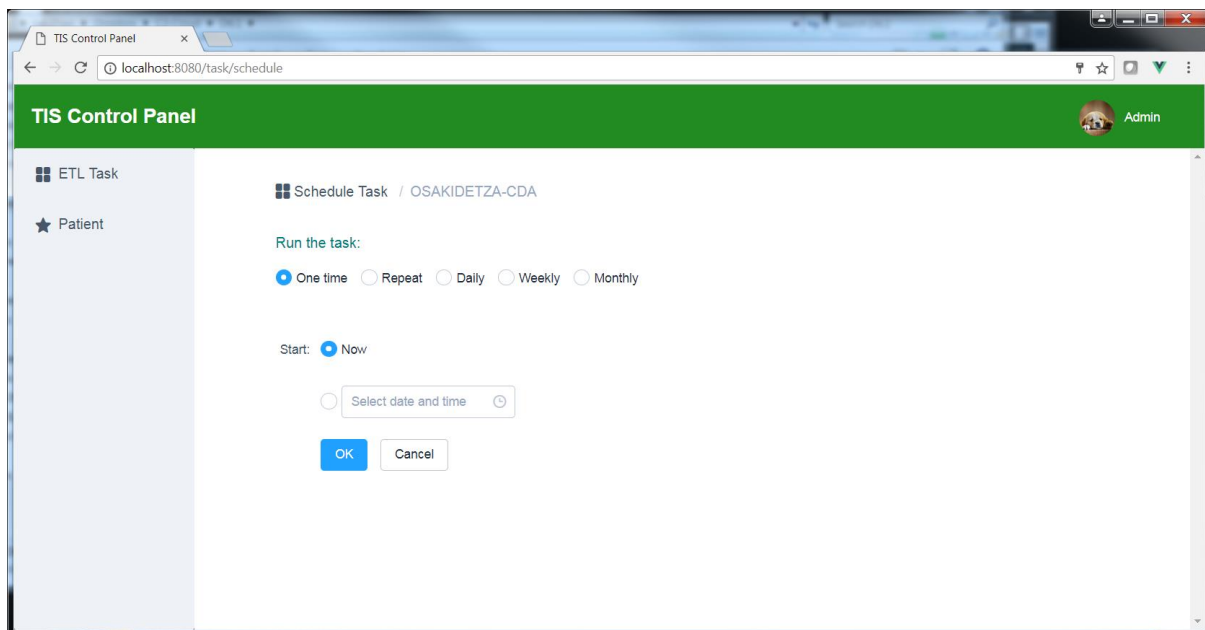 TIS Control Panel
localhost:8080/task/schedule
TIS Control Panel
Admin
ETL Task
Schedule Task / OSAKIDETZA-CDA
Patient
Run the task:
One time Repeat Daily Weekly Monthly
Start: Now
Select date and time
OK Cancel